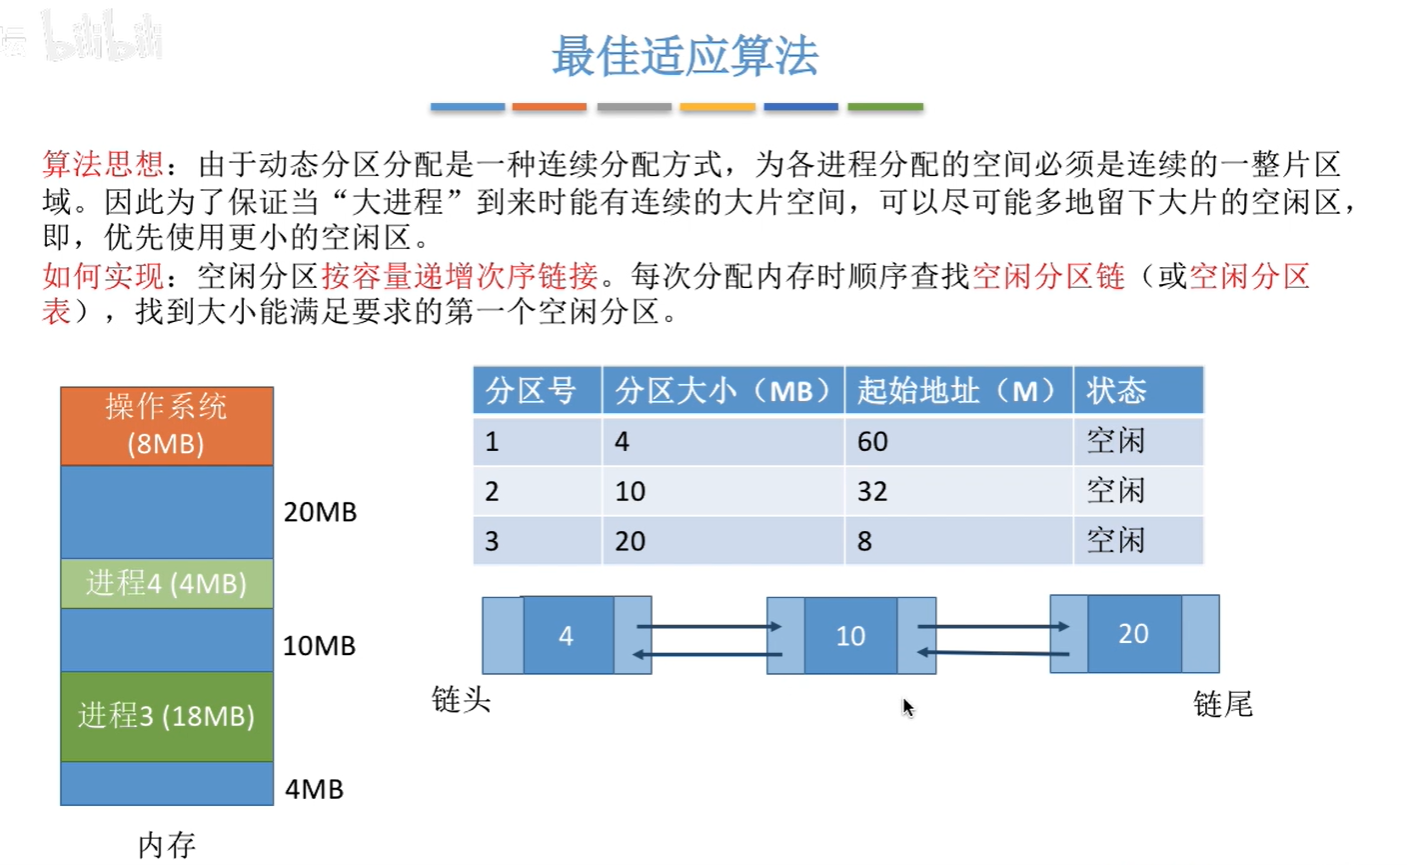 坛 bilibili
最佳适应算法
算法思想：由于动态分区分配是一种连续分配方式，为各进程分配的空间必须是连续的一整片区
域。因此为了保证当“大进程”到来时能有连续的大片空间，可以尽可能多地留下大片的空闲区，
即，优先使用更小的空闲区。
如何实现：空闲分区按容量递增次序链接。每次分配内存时顺序查找空闲分区链（或空闲分区
表），找到大小能满足要求的第一个空闲分区。
操作系统
(8MB)
20MB
进程4 (4MB)
10MB
进程3 (18MB)
4MB
内存
分区号 分区大小（MB） 起始地址（M） 状态
1 4 60 空闲
2 10 32 空闲
3 20 8 空闲
4 10 20
链头 链尾